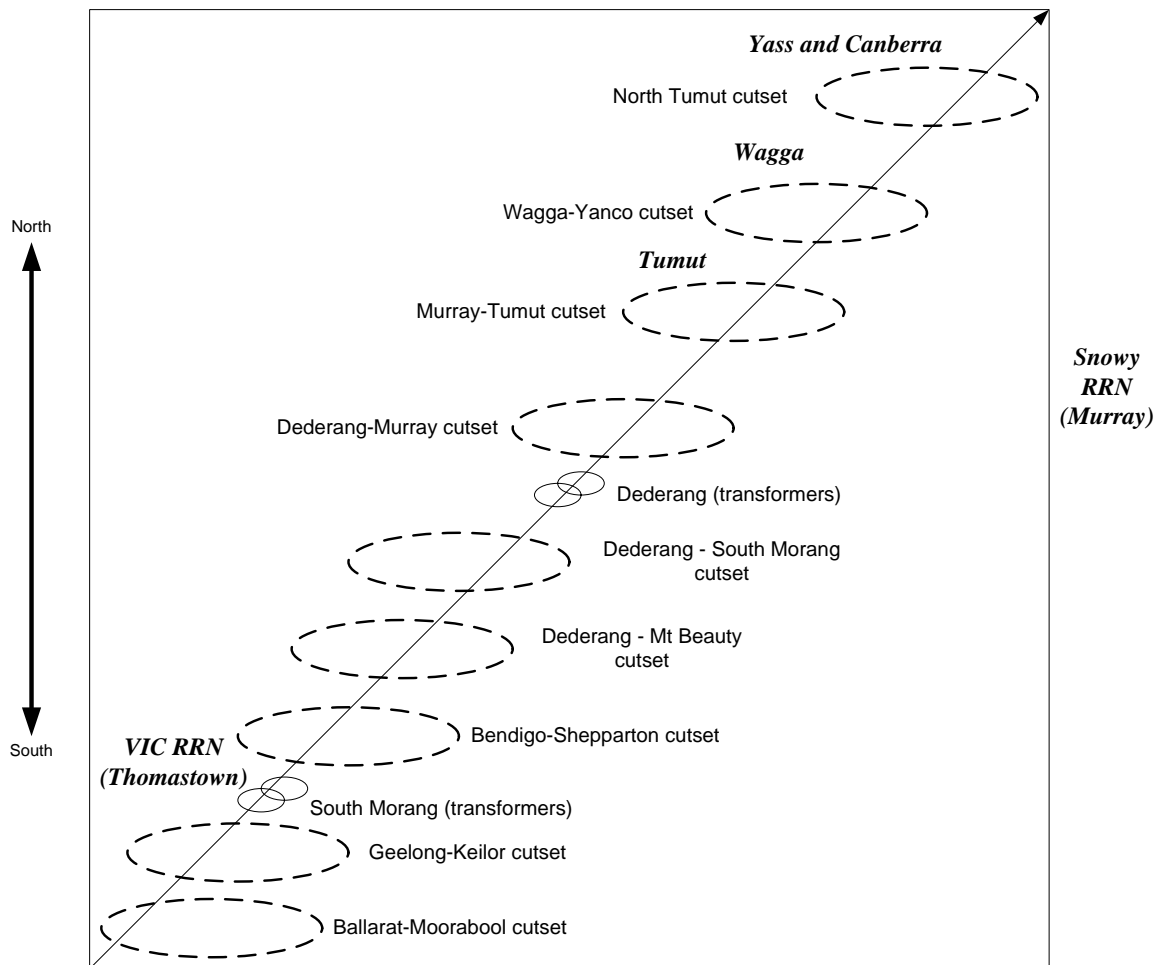 Yass and Canberra
North Tumut cutset
Wagga
Wagga-Yanco cutset
North
Tumut
Murray-Tumut cutset
Snowy
RRN
(Murray)
Dederang-Murray cutset
Dederang (transformers)
Dederang - South Morang
cutset
Dederang - Mt Beauty
cutset
South
VIC RRN
(Thomastown)
Bendigo-Shepparton cutset
South Morang (transformers)
Geelong-Keilor cutset
Ballarat-Moorabool cutset